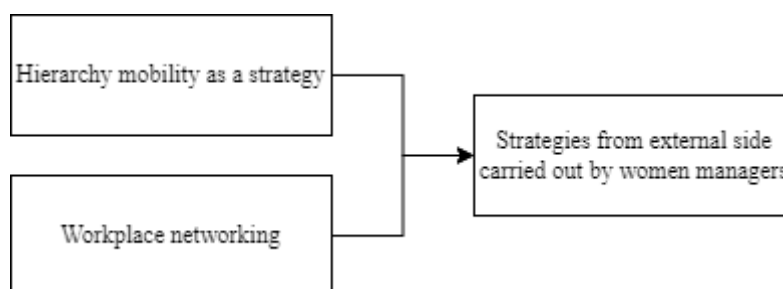 Hierarchy mobility as a strategy
Workplace networking
Strategies from external side
carried out by women managers